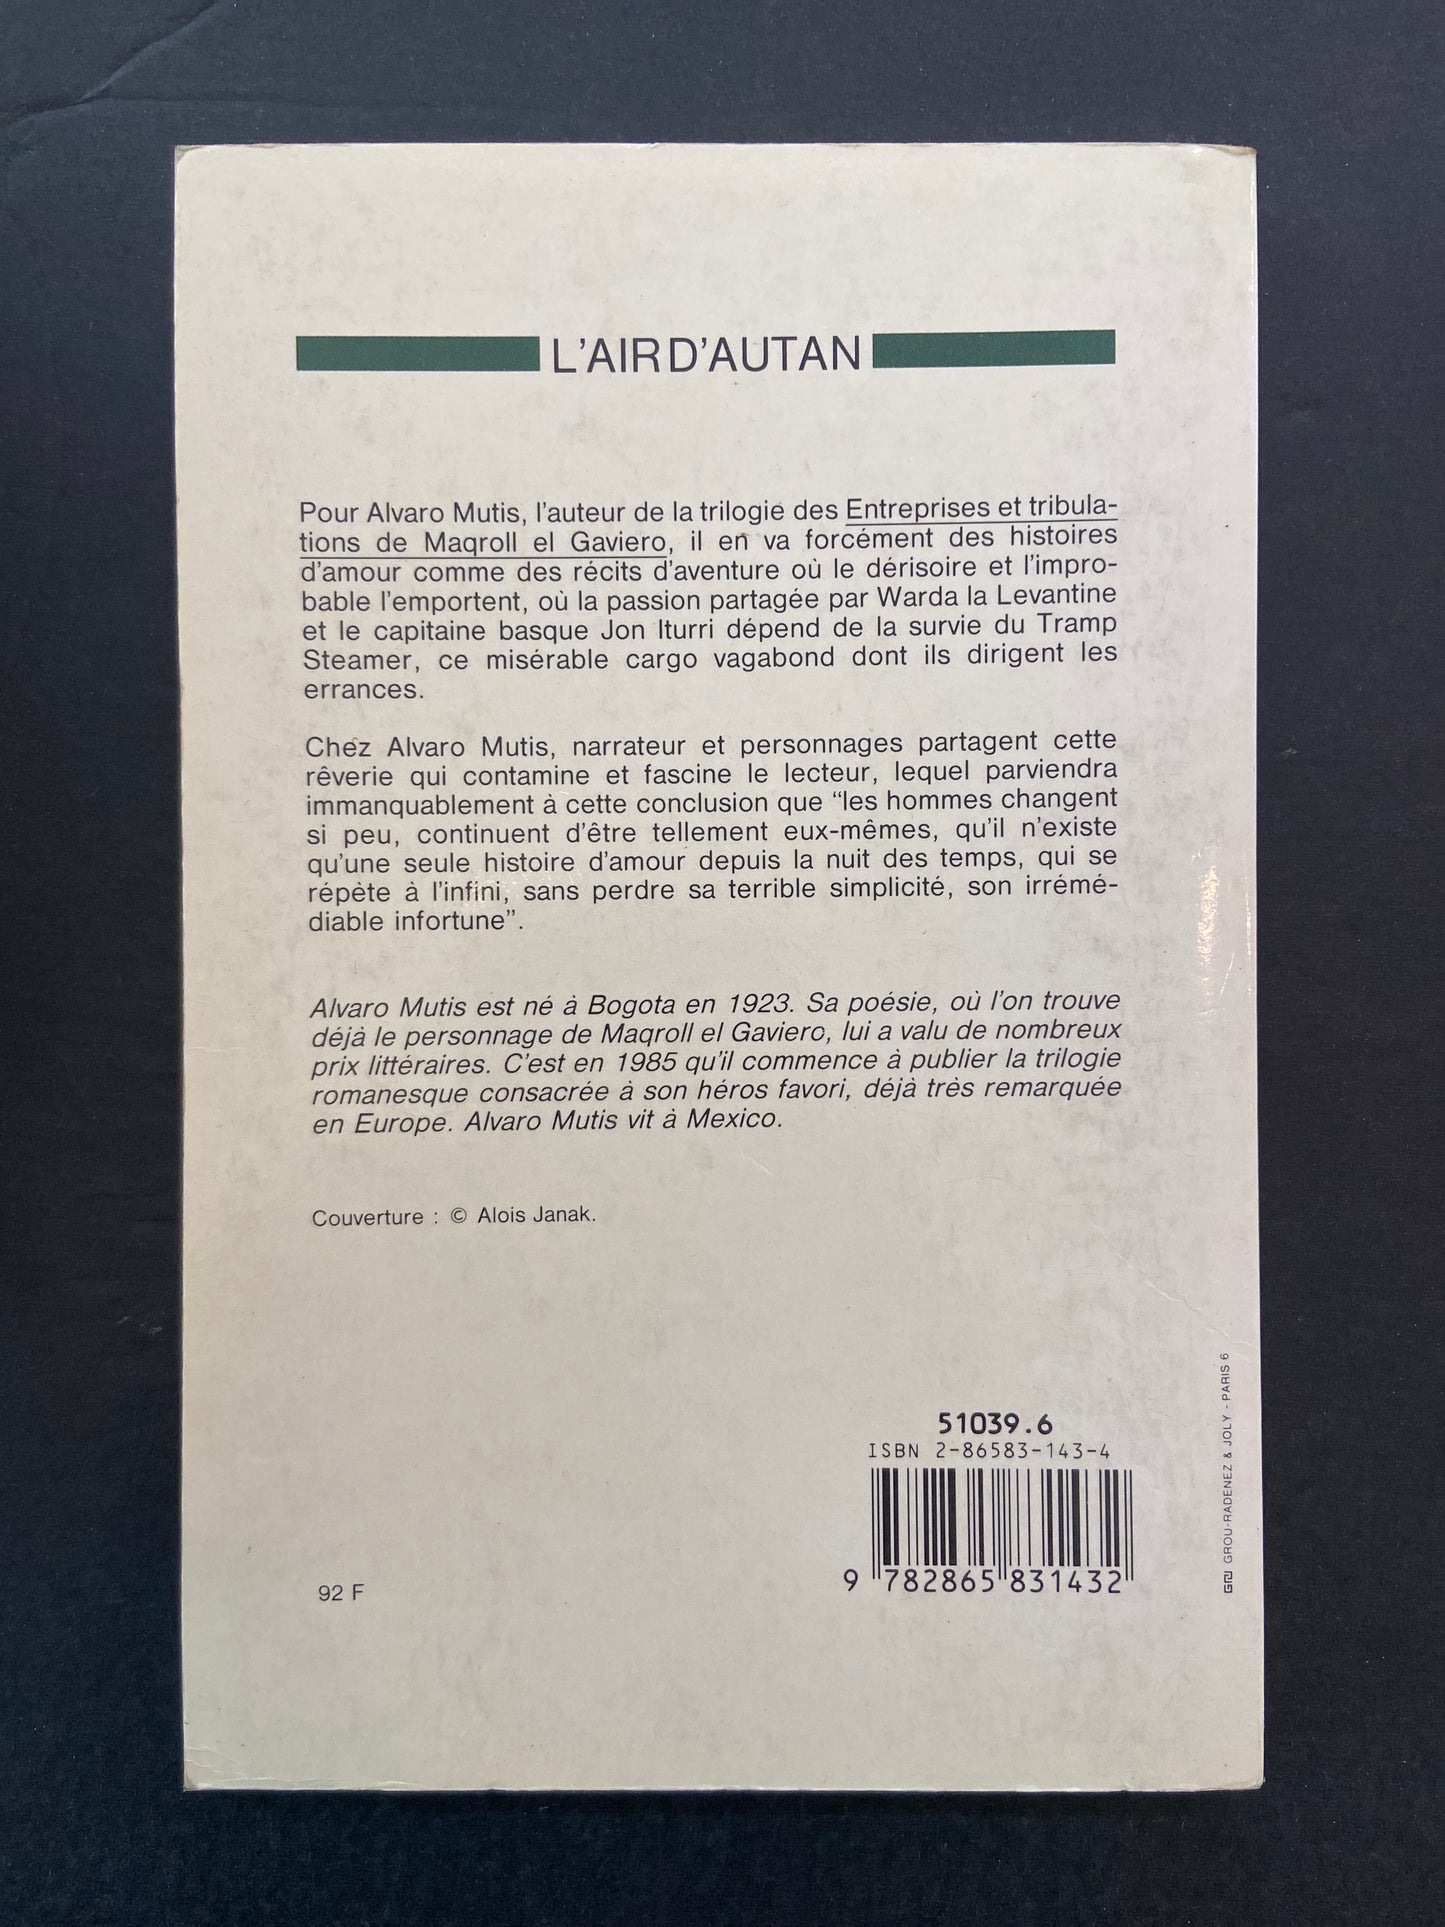 L'AIR D'AUTAN
Pour Alvaro Mutis, l'auteur de la trilogie des Entreprises et tribula-
tions de Maqroll el Gaviero, il en va forcément des histoires
d'amour comme des récits d'aventure où le dérisoire et l'impro-
bable l'emportent, où la passion partagée par Warda la Levantine
et le capitaine basque Jon Iturri dépend de la survie du Tramp
Steamer, ce misérable cargo vagabond dont ils dirigent les
errances.
Chez Alvaro Mutis, narrateur et personnages partagent cette
rêverie qui contamine et fascine le lecteur, lequel parviendra
immanquablement à cette conclusion que “les hommes changent
si peu, continuent d'être tellement eux-mêmes, qu'il n'existe
qu'une seule histoire d'amour depuis la nuit des temps, qui se
répète à l'infini, sans perdre sa terrible simplicité, son irrémé-
diable infortune”.
Alvaro Mutis est né à Bogota en 1923. Sa poésie, où l'on trouve
déjà le personnage de Maqroll el Gaviero, lui a valu de nombreux
prix littéraires. C'est en 1985 qu'il commence à publier la trilogie
romanesque consacrée à son héros favori, déjà très remarquée
en Europe. Alvaro Mutis vit à Mexico.
Couverture : © Alois Janak.
51039.6
ISBN 2-86583-143-4
9 782865 831432
92 F
GROU-RADENEZ & JOLY - PARIS 6